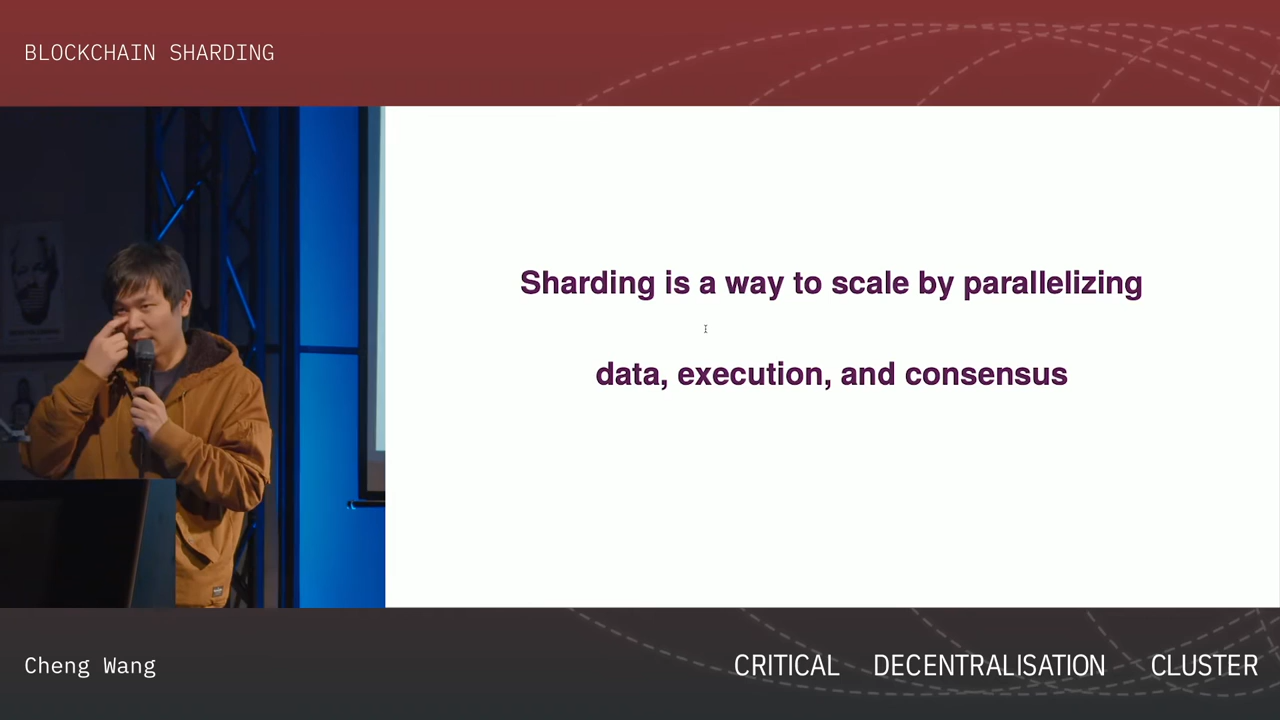 BLOCKCHAIN SHARDING
Sharding is a way to scale by parallelizing
data, execution, and consensus
Cheng Wang
CRITICAL DECENTRALISATION CLUSTER